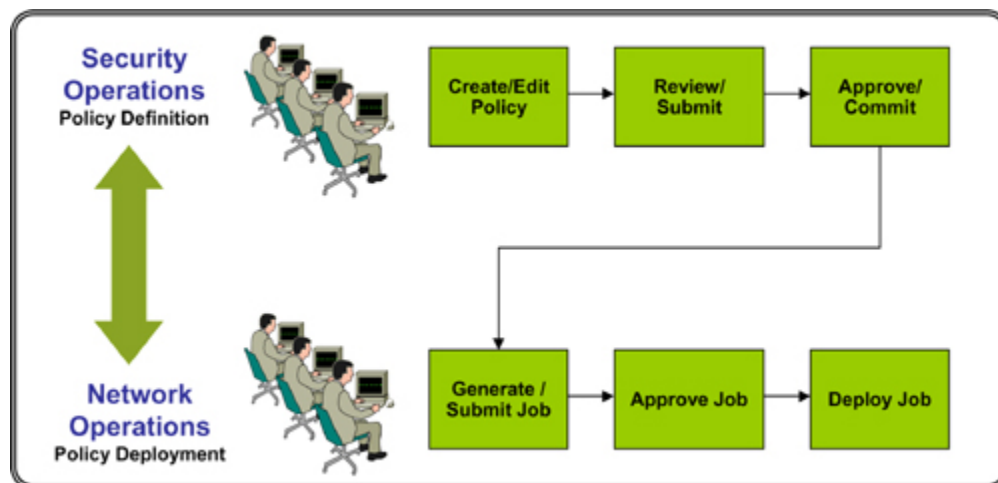 Security
Operations
Policy Definition
Create/Edit
Policy
Review/
Submit
Approve/
Commit
Network
Operations
Policy Deployment
Generate /
Submit Job
Approve Job
Deploy Job